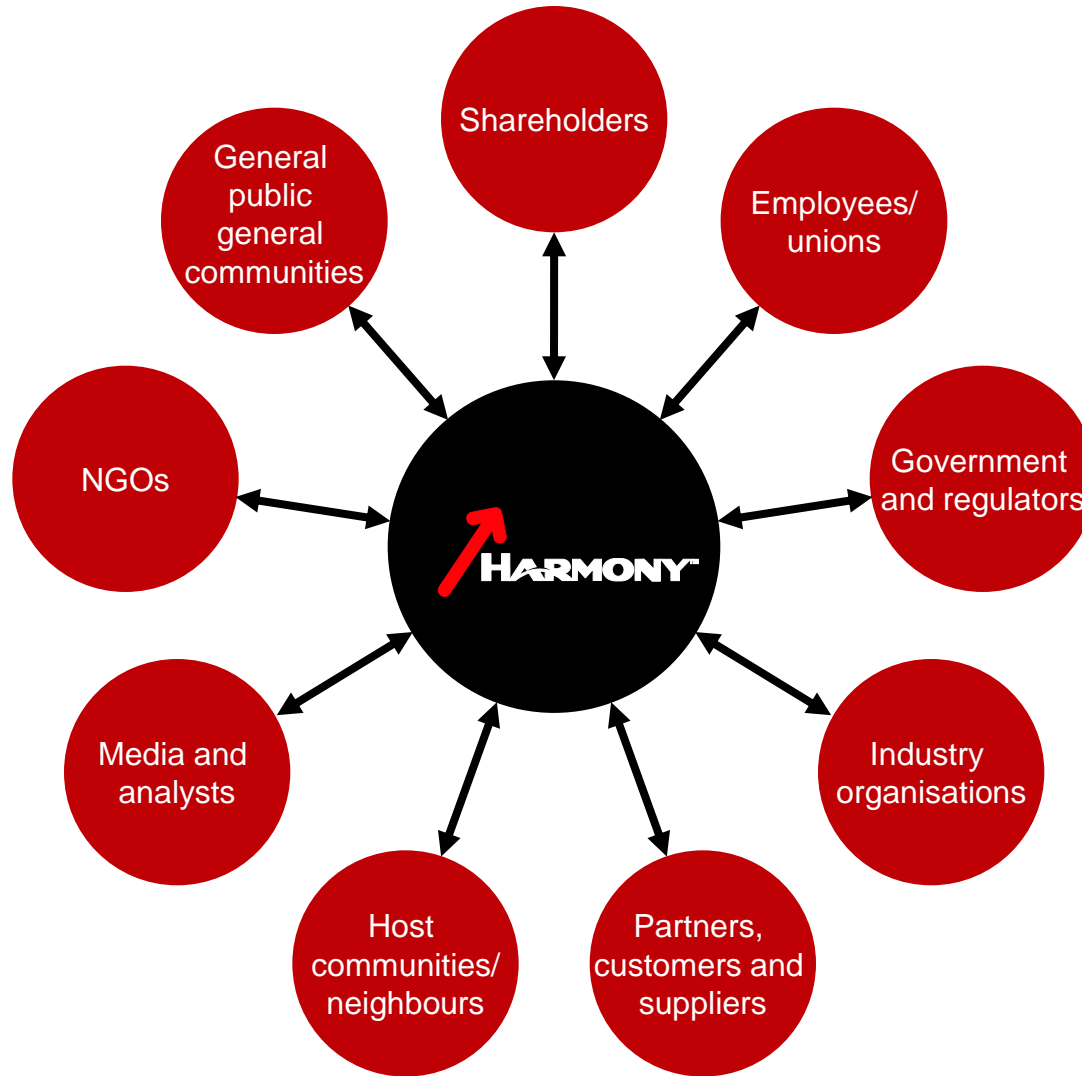 Shareholders
General
public
general
communities
Employees/
unions
NGOs
Government
and regulators
HARMONY™
Media and
analysts
Industry
organisations
Host
communities/
neighbours
Partners,
customers and
suppliers